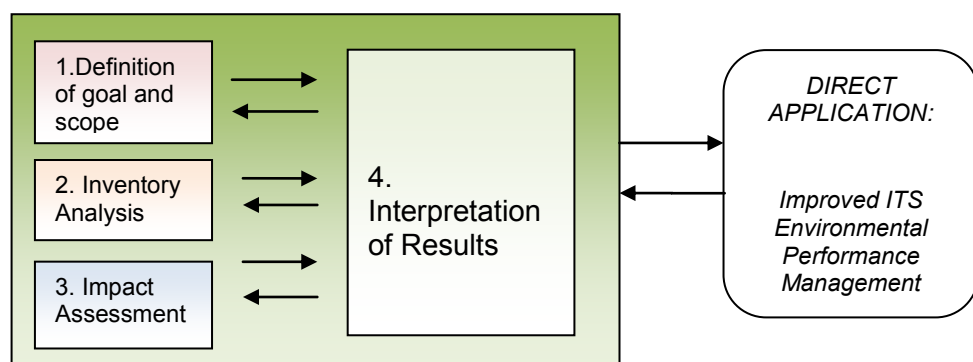 1.Definition
of goal and
scope
2. Inventory
Analysis
3. Impact
Assessment
4.
Interpretation
of Results
DIRECT
APPLICATION:
Improved ITS
Environmental
Performance
Management